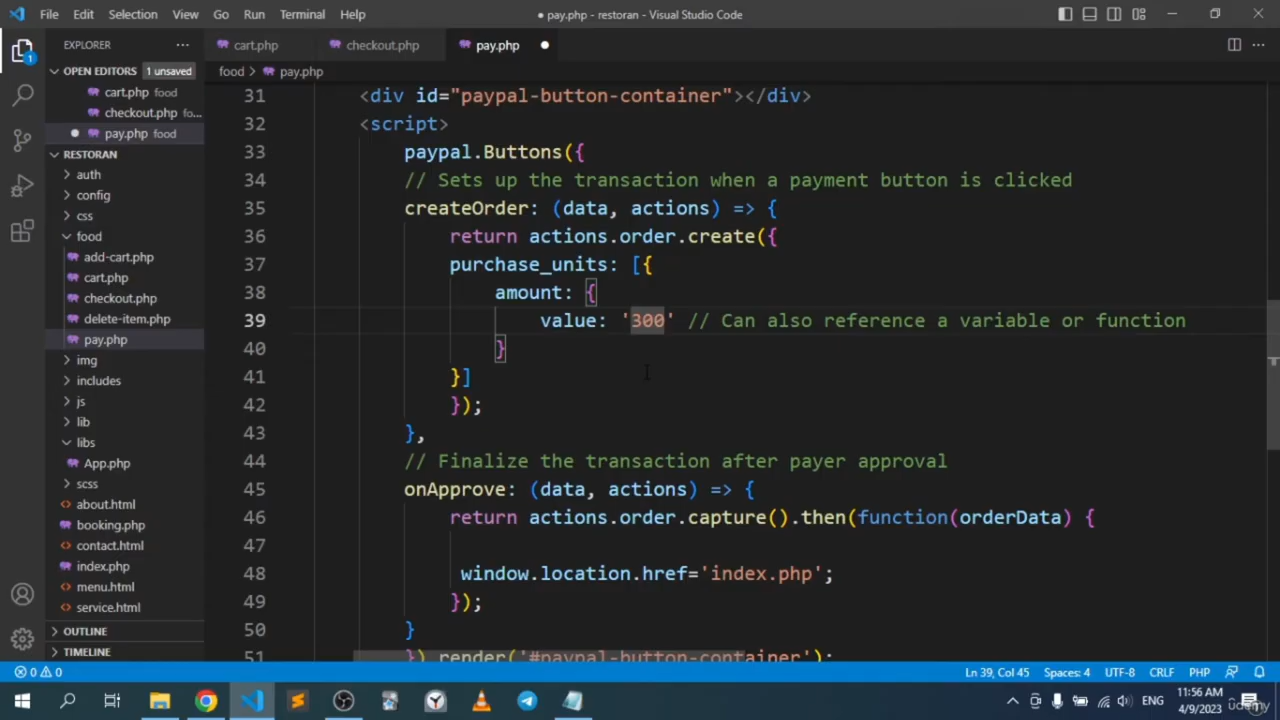 File Edit Selection View Go Run Terminal Help
pay.php - restoran - Visual Studio Code
EXPLORER
OPEN EDITORS 1 unsaved
cart.php food
checkout.php fo...
pay.php food
RESTORAN
auth
config
css
food
add-cart.php
cart.php
checkout.php
delete-item.php
pay.php
img
includes
js
lib
libs
App.php
scss
about.html
booking.php
contact.html
index.php
menu.html
service.html
OUTLINE
TIMELINE
cart.php checkout.php pay.php
food > pay.php
31 <div id="paypal-button-container"></div>
32 <script>
33 paypal.Buttons({
34 // Sets up the transaction when a payment button is clicked
35 createOrder: (data, actions) => {
36 return actions.order.create({
37 purchase_units: [{
38 amount: {
39 value: '300' // Can also reference a variable or function
40 }
41 }]
42 });
43 },
44 // Finalize the transaction after payer approval
45 onApprove: (data, actions) => {
46 return actions.order.capture().then(function(orderData) {
47
48 window.location.href='index.php';
49 });
50 }
51 }).render('#paypal-button-container');
0 0 Ln 39, Col 45 Spaces: 4 UTF-8 CRLF PHP
1
ENG
11:56 AM
4/9/2023
udemy